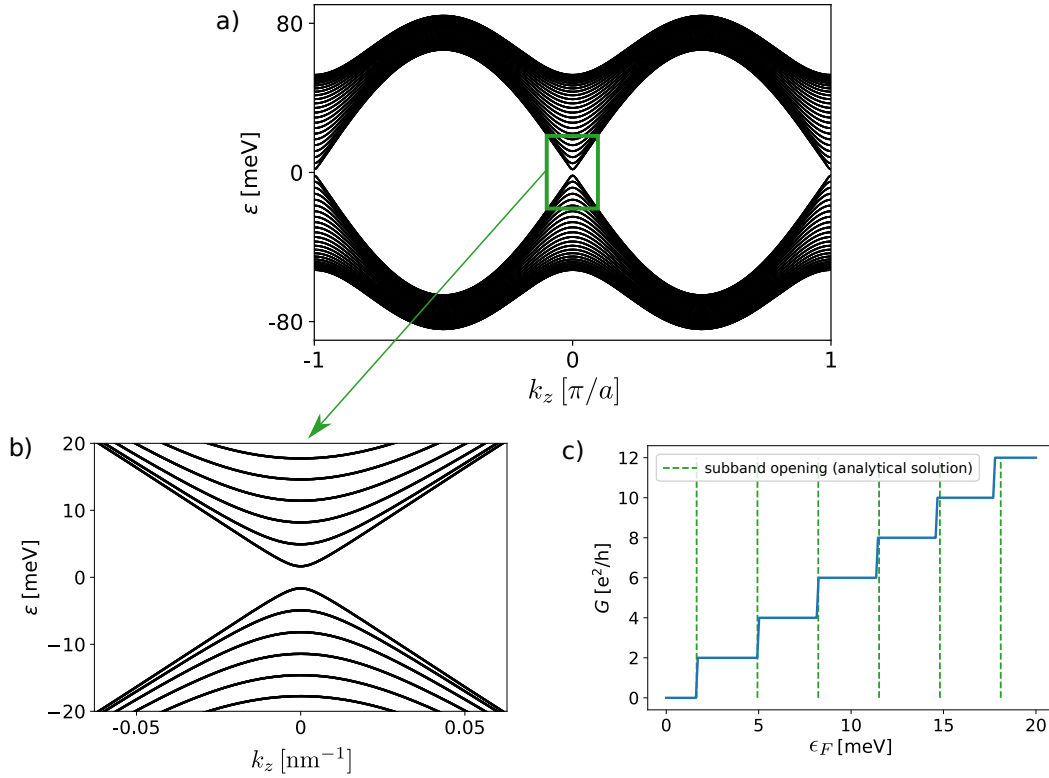 a)
80
0
-80
ε [meV]
-1
0
1
k_z [π/a]
b)
20
10
0
−10
−20
ε [meV]
-0.05
0
0.05
k_z [nm⁻¹]
c)
subband opening (analytical solution)
12
10
8
6
4
2
0
G [e²/h]
0
5
10
15
20
ϵ_F [meV]